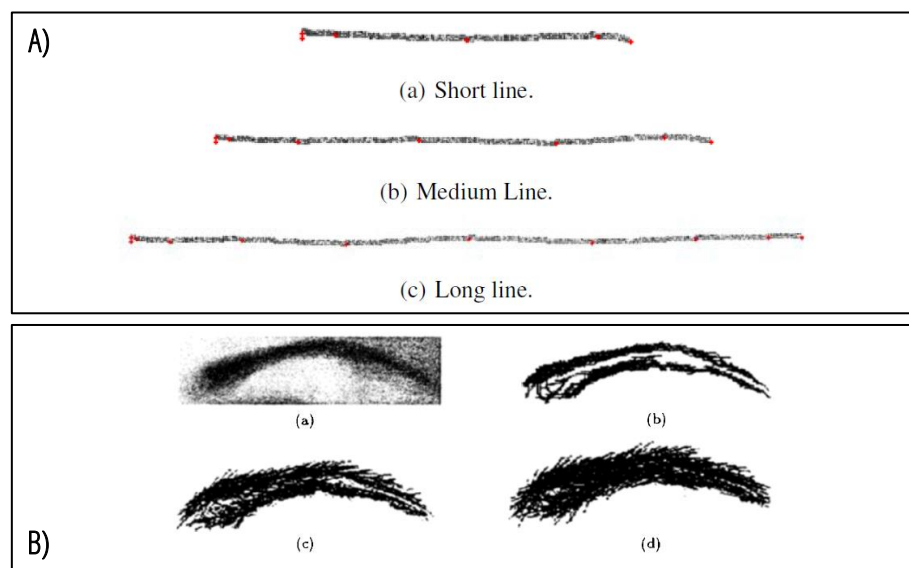 A)
(a) Short line.
(b) Medium Line.
(c) Long line.
(a)
(b)
(c)
(d)
B)